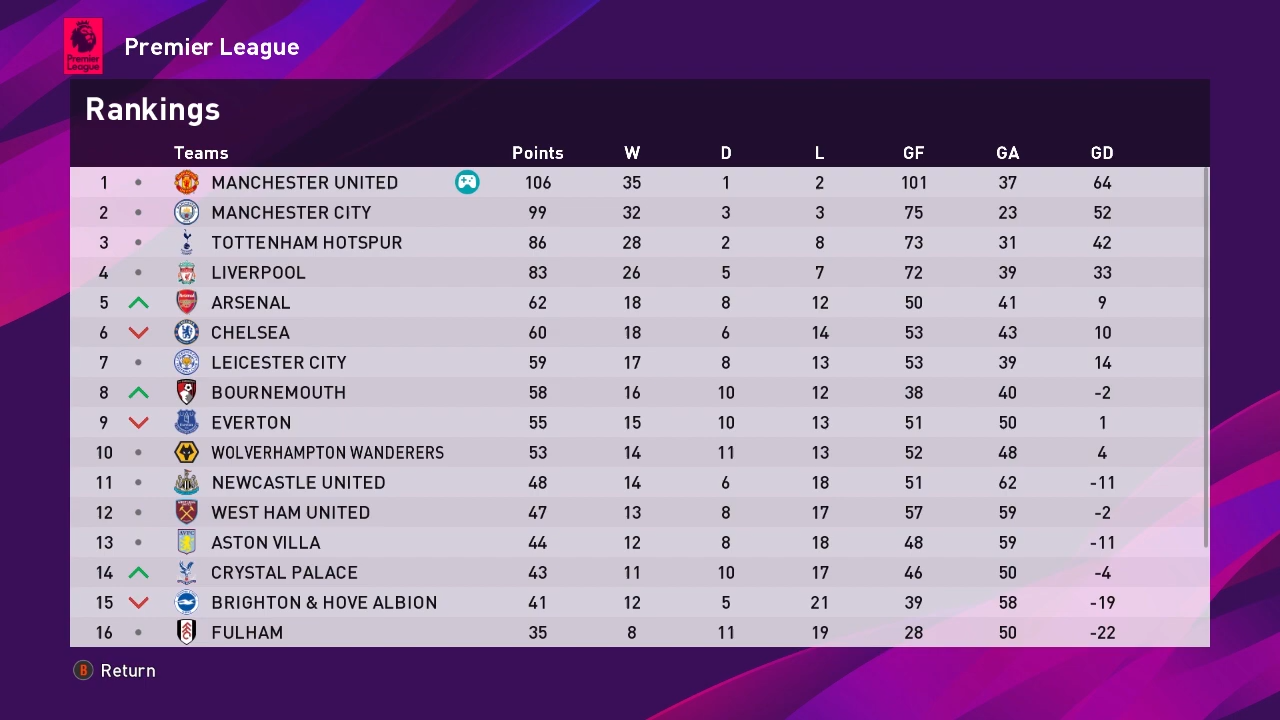 Premier League
Premier League
Rankings
Teams Points W D L GF GA GD
1 MANCHESTER UNITED 106 35 1 2 101 37 64
2 MANCHESTER CITY 99 32 3 3 75 23 52
3 TOTTENHAM HOTSPUR 86 28 2 8 73 31 42
4 LIVERPOOL 83 26 5 7 72 39 33
5 ARSENAL 62 18 8 12 50 41 9
6 CHELSEA 60 18 6 14 53 43 10
7 LEICESTER CITY 59 17 8 13 53 39 14
8 BOURNEMOUTH 58 16 10 12 38 40 -2
9 EVERTON 55 15 10 13 51 50 1
10 WOLVERHAMPTON WANDERERS 53 14 11 13 52 48 4
11 NEWCASTLE UNITED 48 14 6 18 51 62 -11
12 WEST HAM UNITED 47 13 8 17 57 59 -2
13 ASTON VILLA 44 12 8 18 48 59 -11
14 CRYSTAL PALACE 43 11 10 17 46 50 -4
15 BRIGHTON & HOVE ALBION 41 12 5 21 39 58 -19
16 FULHAM 35 8 11 19 28 50 -22
B Return